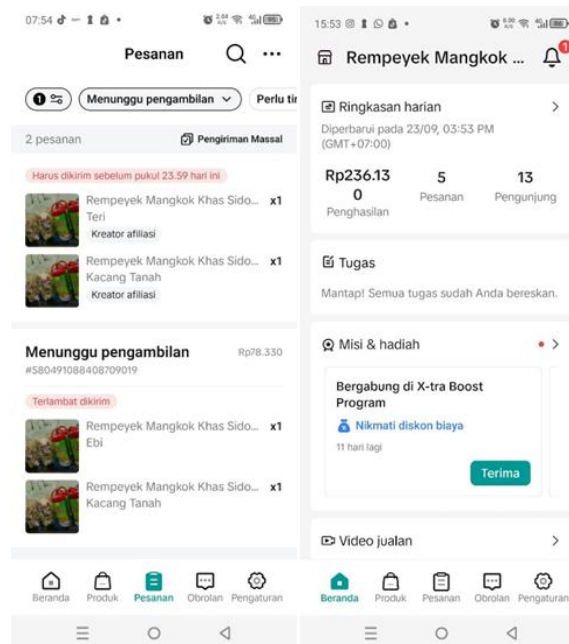 07:54
Pesanan
1
Menunggu pengambilan
Perlu tin
2 pesanan
Pengiriman Massal
Harus dikirim sebelum pukul 23.59 hari ini
Rempeyek Mangkok Khas Sido... x1
Teri
Kreator afiliasi
Rempeyek Mangkok Khas Sido... x1
Kacang Tanah
Kreator afiliasi
Menunggu pengambilan
Rp78.330
#580491088408709019
Terlambat dikirim
Rempeyek Mangkok Khas Sido... x1
Ebi
Rempeyek Mangkok Khas Sido... x1
Kacang Tanah
Beranda Produk Pesanan Obrolan Pengaturan
15:53
Rempeyek Mangkok ...
Ringkasan harian
Diperbarui pada 23/09, 03:53 PM
(GMT+07:00)
Rp236.13
0
Penghasilan
5
Pesanan
13
Pengunjung
Tugas
Mantap! Semua tugas sudah Anda bereskan.
Misi & hadiah
Bergabung di X-tra Boost
Program
Nikmati diskon biaya
11 hari lagi
Terima
Video jualan
Beranda Produk Pesanan Obrolan Pengaturan